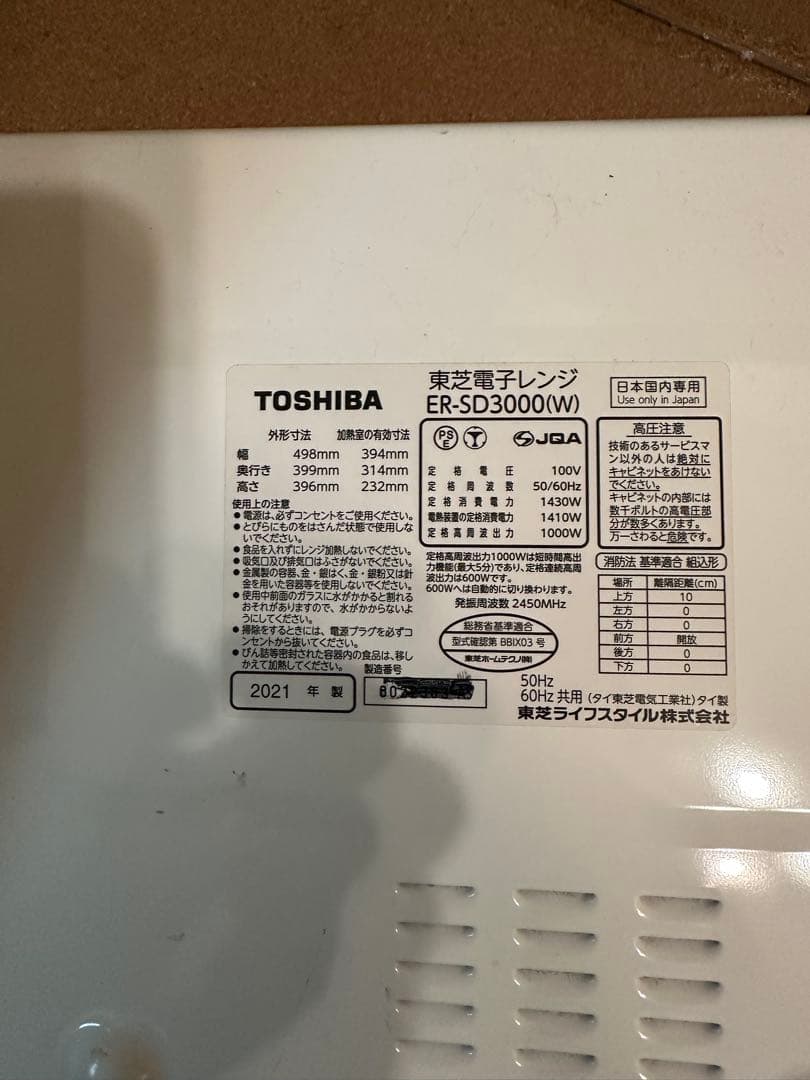 TOSHIBA
東芝電子レンジ
ER-SD3000(W)
日本国内専用
Use only in Japan
外形寸法 加熱室の有効寸法
幅 498mm 394mm
奥行き 399mm 314mm
高さ 396mm 232mm
使用上の注意
●電源は、必ずコンセントをご使用ください。
●とびらにものをはさんだ状態で使用しな
いでください。
●食品を入れずにレンジ加熱しないでください。
●吸気口及び排気口はふさがないでください。
●金属製の容器、金・銀はく、金・銀粉又は針
金を用いた容器等を使用しないでください。
●使用中前面のガラスに水がかかると割れる
おそれがありますので、水がかからないよ
うにしてください。
●掃除をするときには、電源プラグを必ずコ
ンセントから抜いてください。
●びん詰等密封された容器内の食品は、移し
かえて加熱してください。
2021 年 製
製造番号
PS
E
JQA
定格電圧 100V
定格周波数 50/60Hz
定格消費電力 1430W
電熱装置の定格消費電力 1410W
定格高周波出力 1000W
定格高周波出力1000Wは短時間高出
力機能(最大5分)であり、定格連続高周
波出力は600Wです。
600Wへは自動的に切り換わります。
発振周波数 2450MHz
総務省基準適合
型式確認第 BBIX03 号
東芝ホームテクノ㈱
高圧注意
技術のあるサービスマ
ン以外の人は絶対に
キャビネットをあけない
でください。
キャビネットの内部には
数千ボルトの高電圧部
分が数多くあります。
万一さわると危険です。
消防法 基準適合 組込形
場所 離隔距離(cm)
上方 10
左方 0
右方 0
前方 開放
後方 0
下方 0
50Hz
60Hz 共用 (タイ東芝電気工業社)タイ製
東芝ライフスタイル株式会社